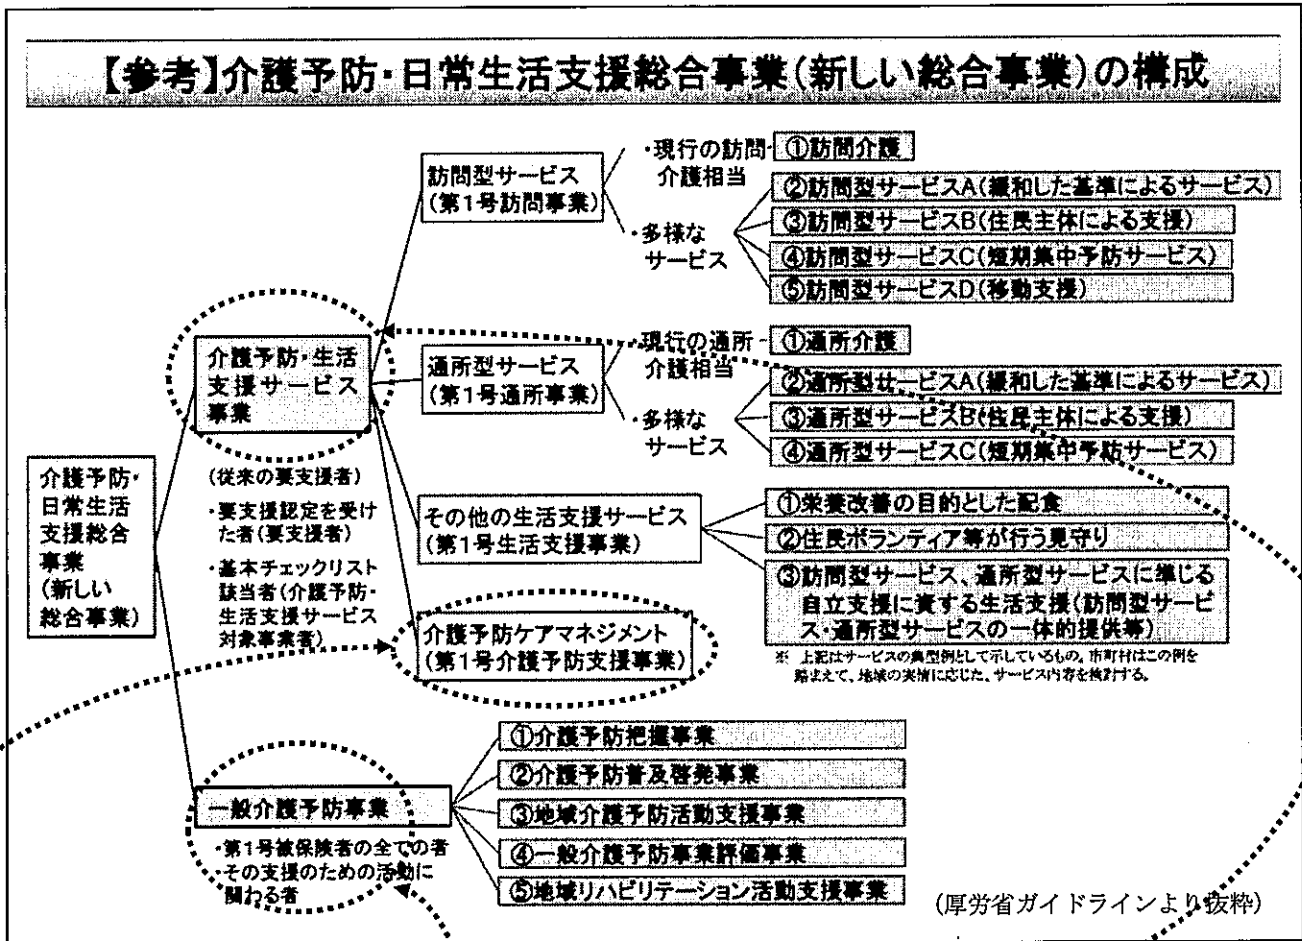 【参考】介護予防・日常生活支援総合事業(新しい総合事業)の構成
訪問型サービス
(第1号訪問事業)
・現行の訪問
介護相当
①訪問介護
・多様な
サービス
②訪問型サービスA(緩和した基準によるサービス)
③訪問型サービスB(住民主体による支援)
④訪問型サービスC(短期集中予防サービス)
⑤訪問型サービスD(移動支援)
介護予防・生活
支援サービス
事業
通所型サービス
(第1号通所事業)
・現行の通所
介護相当
①通所介護
・多様な
サービス
②通所型サービスA(緩和した基準によるサービス)
③通所型サービスB(住民主体による支援)
④通所型サービスC(短期集中予防サービス)
介護予防・
日常生活
支援総合
事業
(新しい
総合事業)
(従来の要支援者)
・要支援認定を受け
た者(要支援者)
・基本チェックリスト
該当者(介護予防・
生活支援サービス
対象事業者)
その他の生活支援サービス
(第1号生活支援事業)
①栄養改善の目的とした配食
②住民ボランティア等が行う見守り
③訪問型サービス、通所型サービスに準じる
自立支援に資する生活支援(訪問型サービ
ス・通所型サービスの一体的提供等)
※ 上記はサービスの典型例として示しているもの。市町村はこの例を
踏まえて、地域の実情に応じた、サービス内容を検討する。
介護予防ケアマネジメント
(第1号介護予防支援事業)
一般介護予防事業
・第1号被保険者の全ての者
・その支援のための活動に
関わる者
①介護予防把握事業
②介護予防普及啓発事業
③地域介護予防活動支援事業
④一般介護予防事業評価事業
⑤地域リハビリテーション活動支援事業
(厚労省ガイドラインより抜粋)